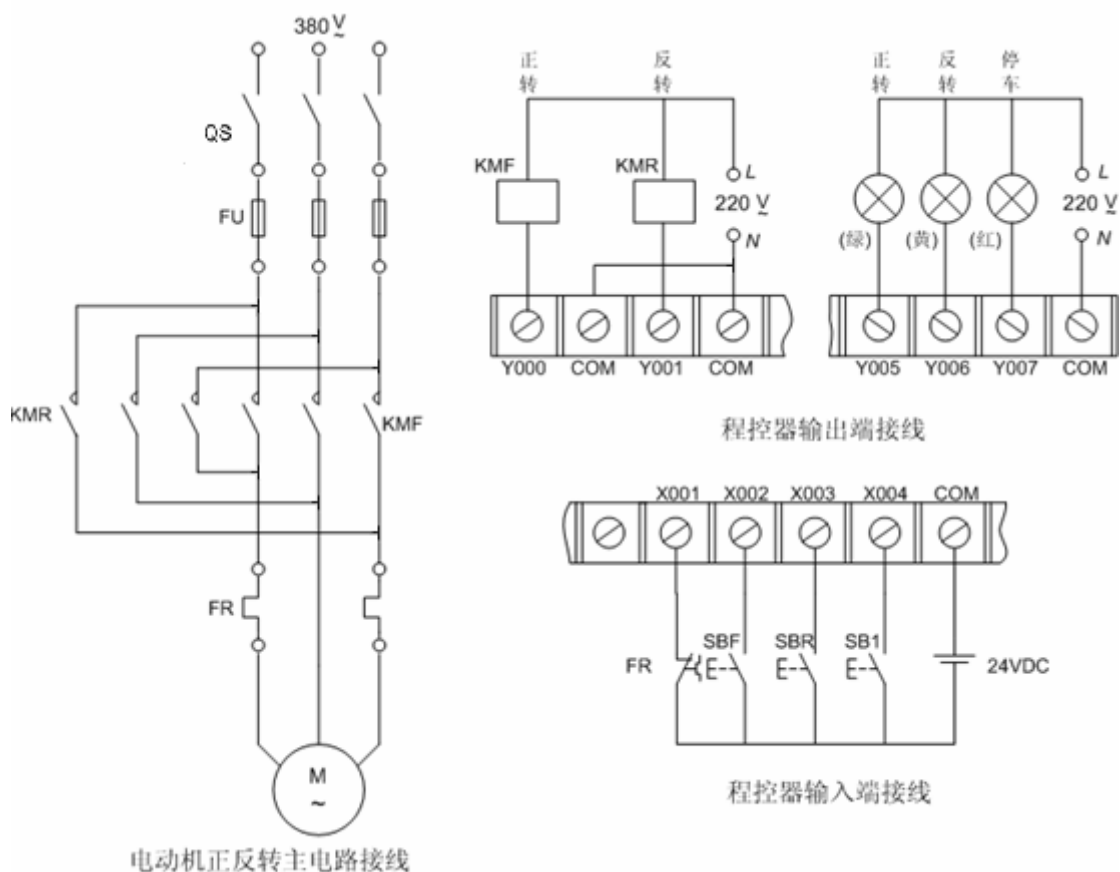 380 V
~
QS
FU
KMR
KMF
FR
M
~
电动机正反转主电路接线
正转
反转
KMF
KMR
L
220 V
~
N
Y000
COM
Y001
COM
正转
反转
停车
(绿)
(黄)
(红)
L
220 V
~
N
Y005
Y006
Y007
COM
程控器输出端接线
X001
X002
X003
X004
COM
FR
SBF
SBR
SB1
24VDC
程控器输入端接线